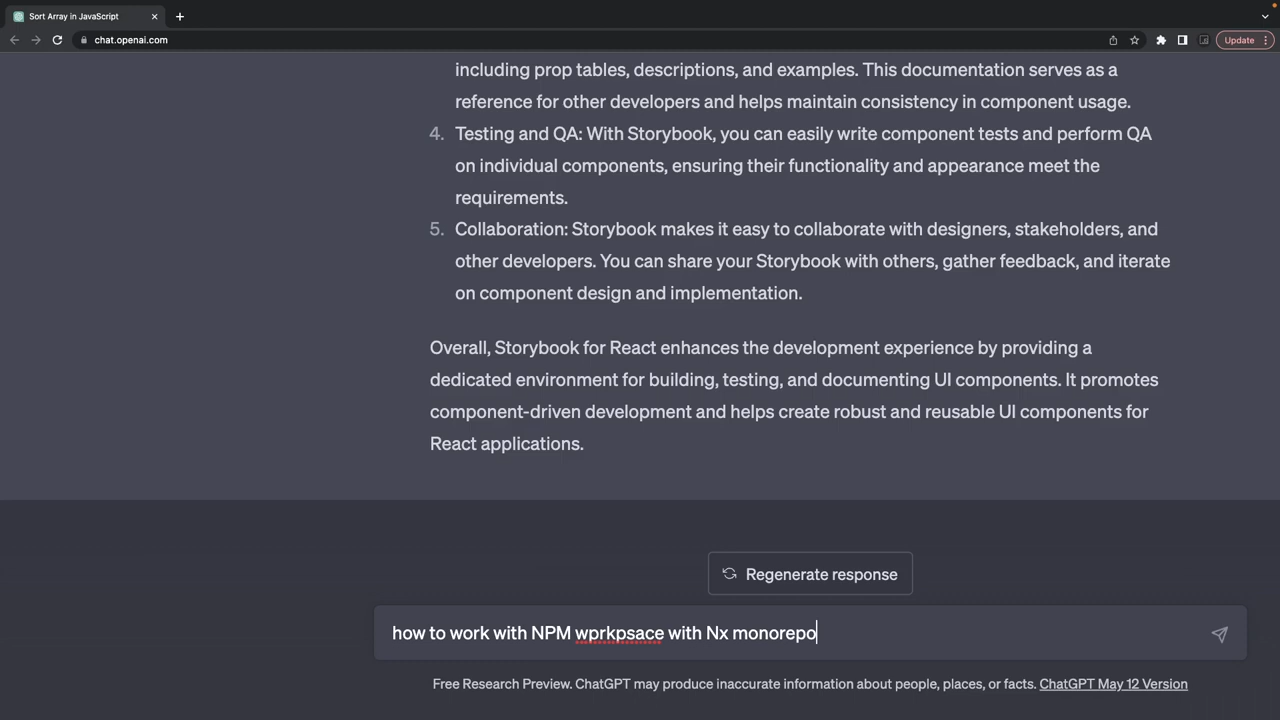 Sort Array in JavaScript
chat.openai.com
Update
including prop tables, descriptions, and examples. This documentation serves as a
reference for other developers and helps maintain consistency in component usage.
4. Testing and QA: With Storybook, you can easily write component tests and perform QA
on individual components, ensuring their functionality and appearance meet the
requirements.
5. Collaboration: Storybook makes it easy to collaborate with designers, stakeholders, and
other developers. You can share your Storybook with others, gather feedback, and iterate
on component design and implementation.
Overall, Storybook for React enhances the development experience by providing a
dedicated environment for building, testing, and documenting UI components. It promotes
component-driven development and helps create robust and reusable UI components for
React applications.
Regenerate response
how to work with NPM wprkpsace with Nx monorepo
Free Research Preview. ChatGPT may produce inaccurate information about people, places, or facts. ChatGPT May 12 Version